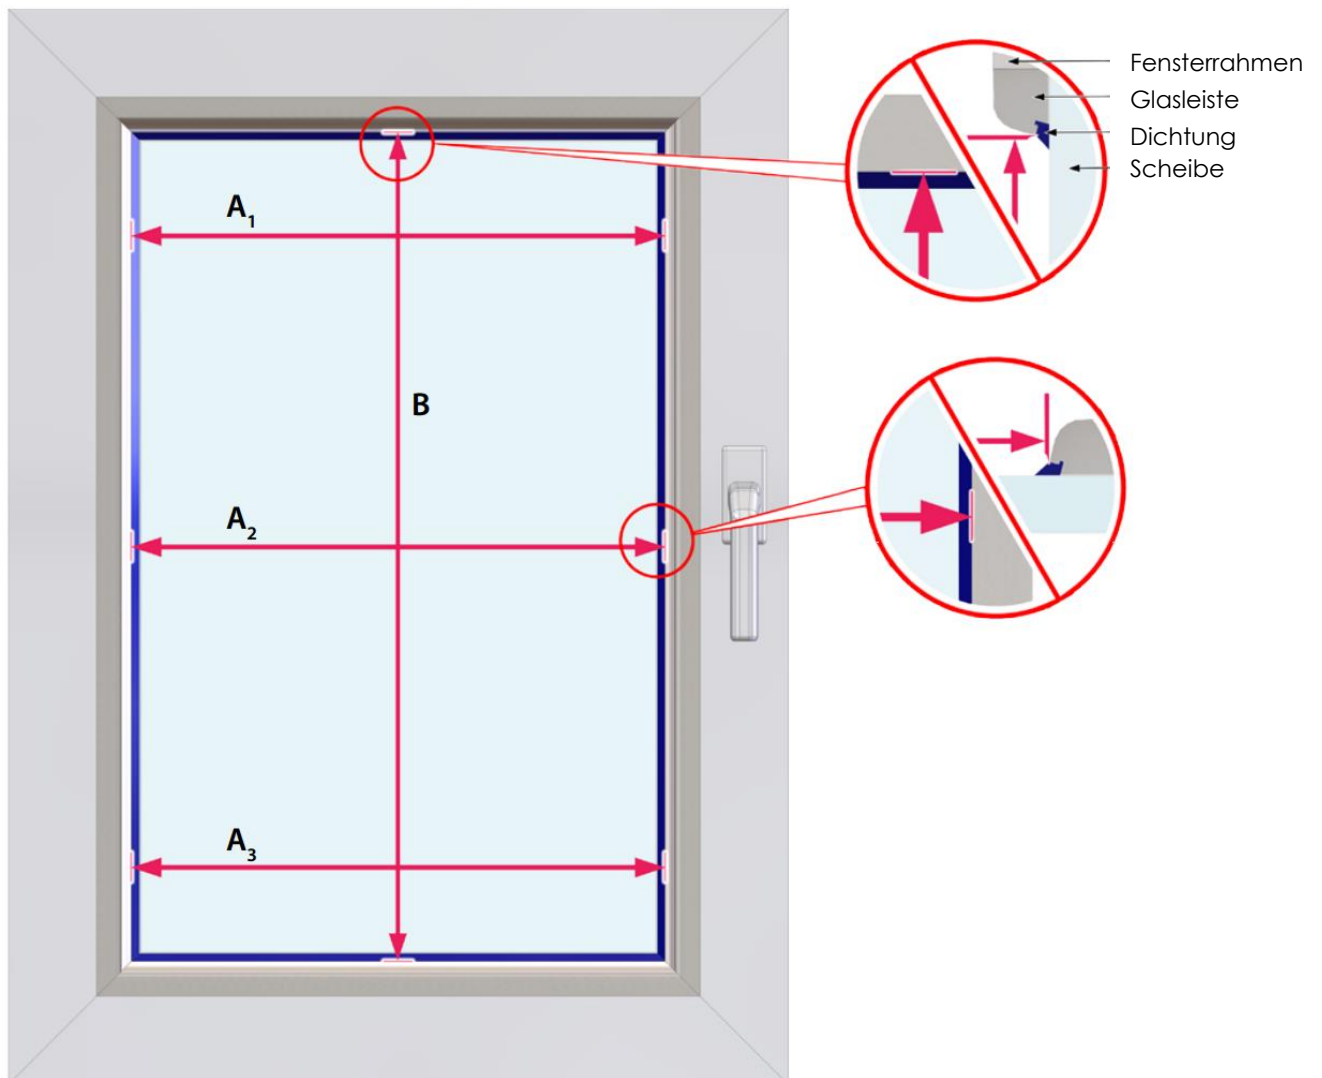 Fensterrahmen
Glasleiste
Dichtung
Scheibe
A₁
B
A₂
A₃